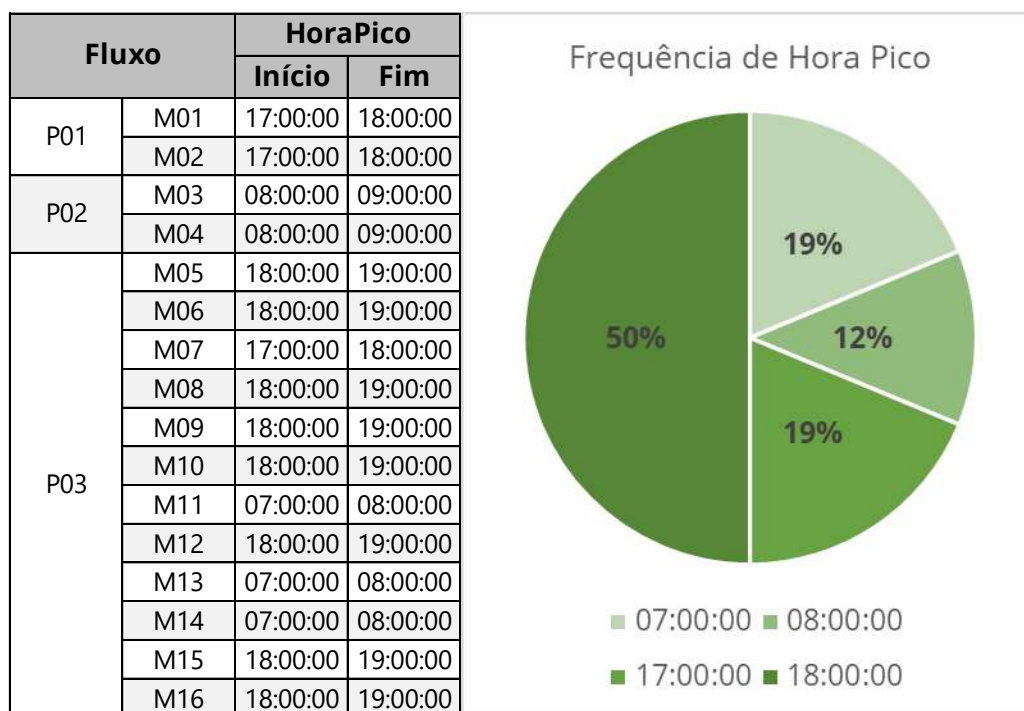 Fluxo HoraPico
Início Fim
P01 M01 17:00:00 18:00:00
M02 17:00:00 18:00:00
P02 M03 08:00:00 09:00:00
M04 08:00:00 09:00:00
P03 M05 18:00:00 19:00:00
M06 18:00:00 19:00:00
M07 17:00:00 18:00:00
M08 18:00:00 19:00:00
M09 18:00:00 19:00:00
M10 18:00:00 19:00:00
M11 07:00:00 08:00:00
M12 18:00:00 19:00:00
M13 07:00:00 08:00:00
M14 07:00:00 08:00:00
M15 18:00:00 19:00:00
M16 18:00:00 19:00:00
Frequência de Hora Pico
19%
50% 12%
19%
07:00:00 08:00:00
17:00:00 18:00:00